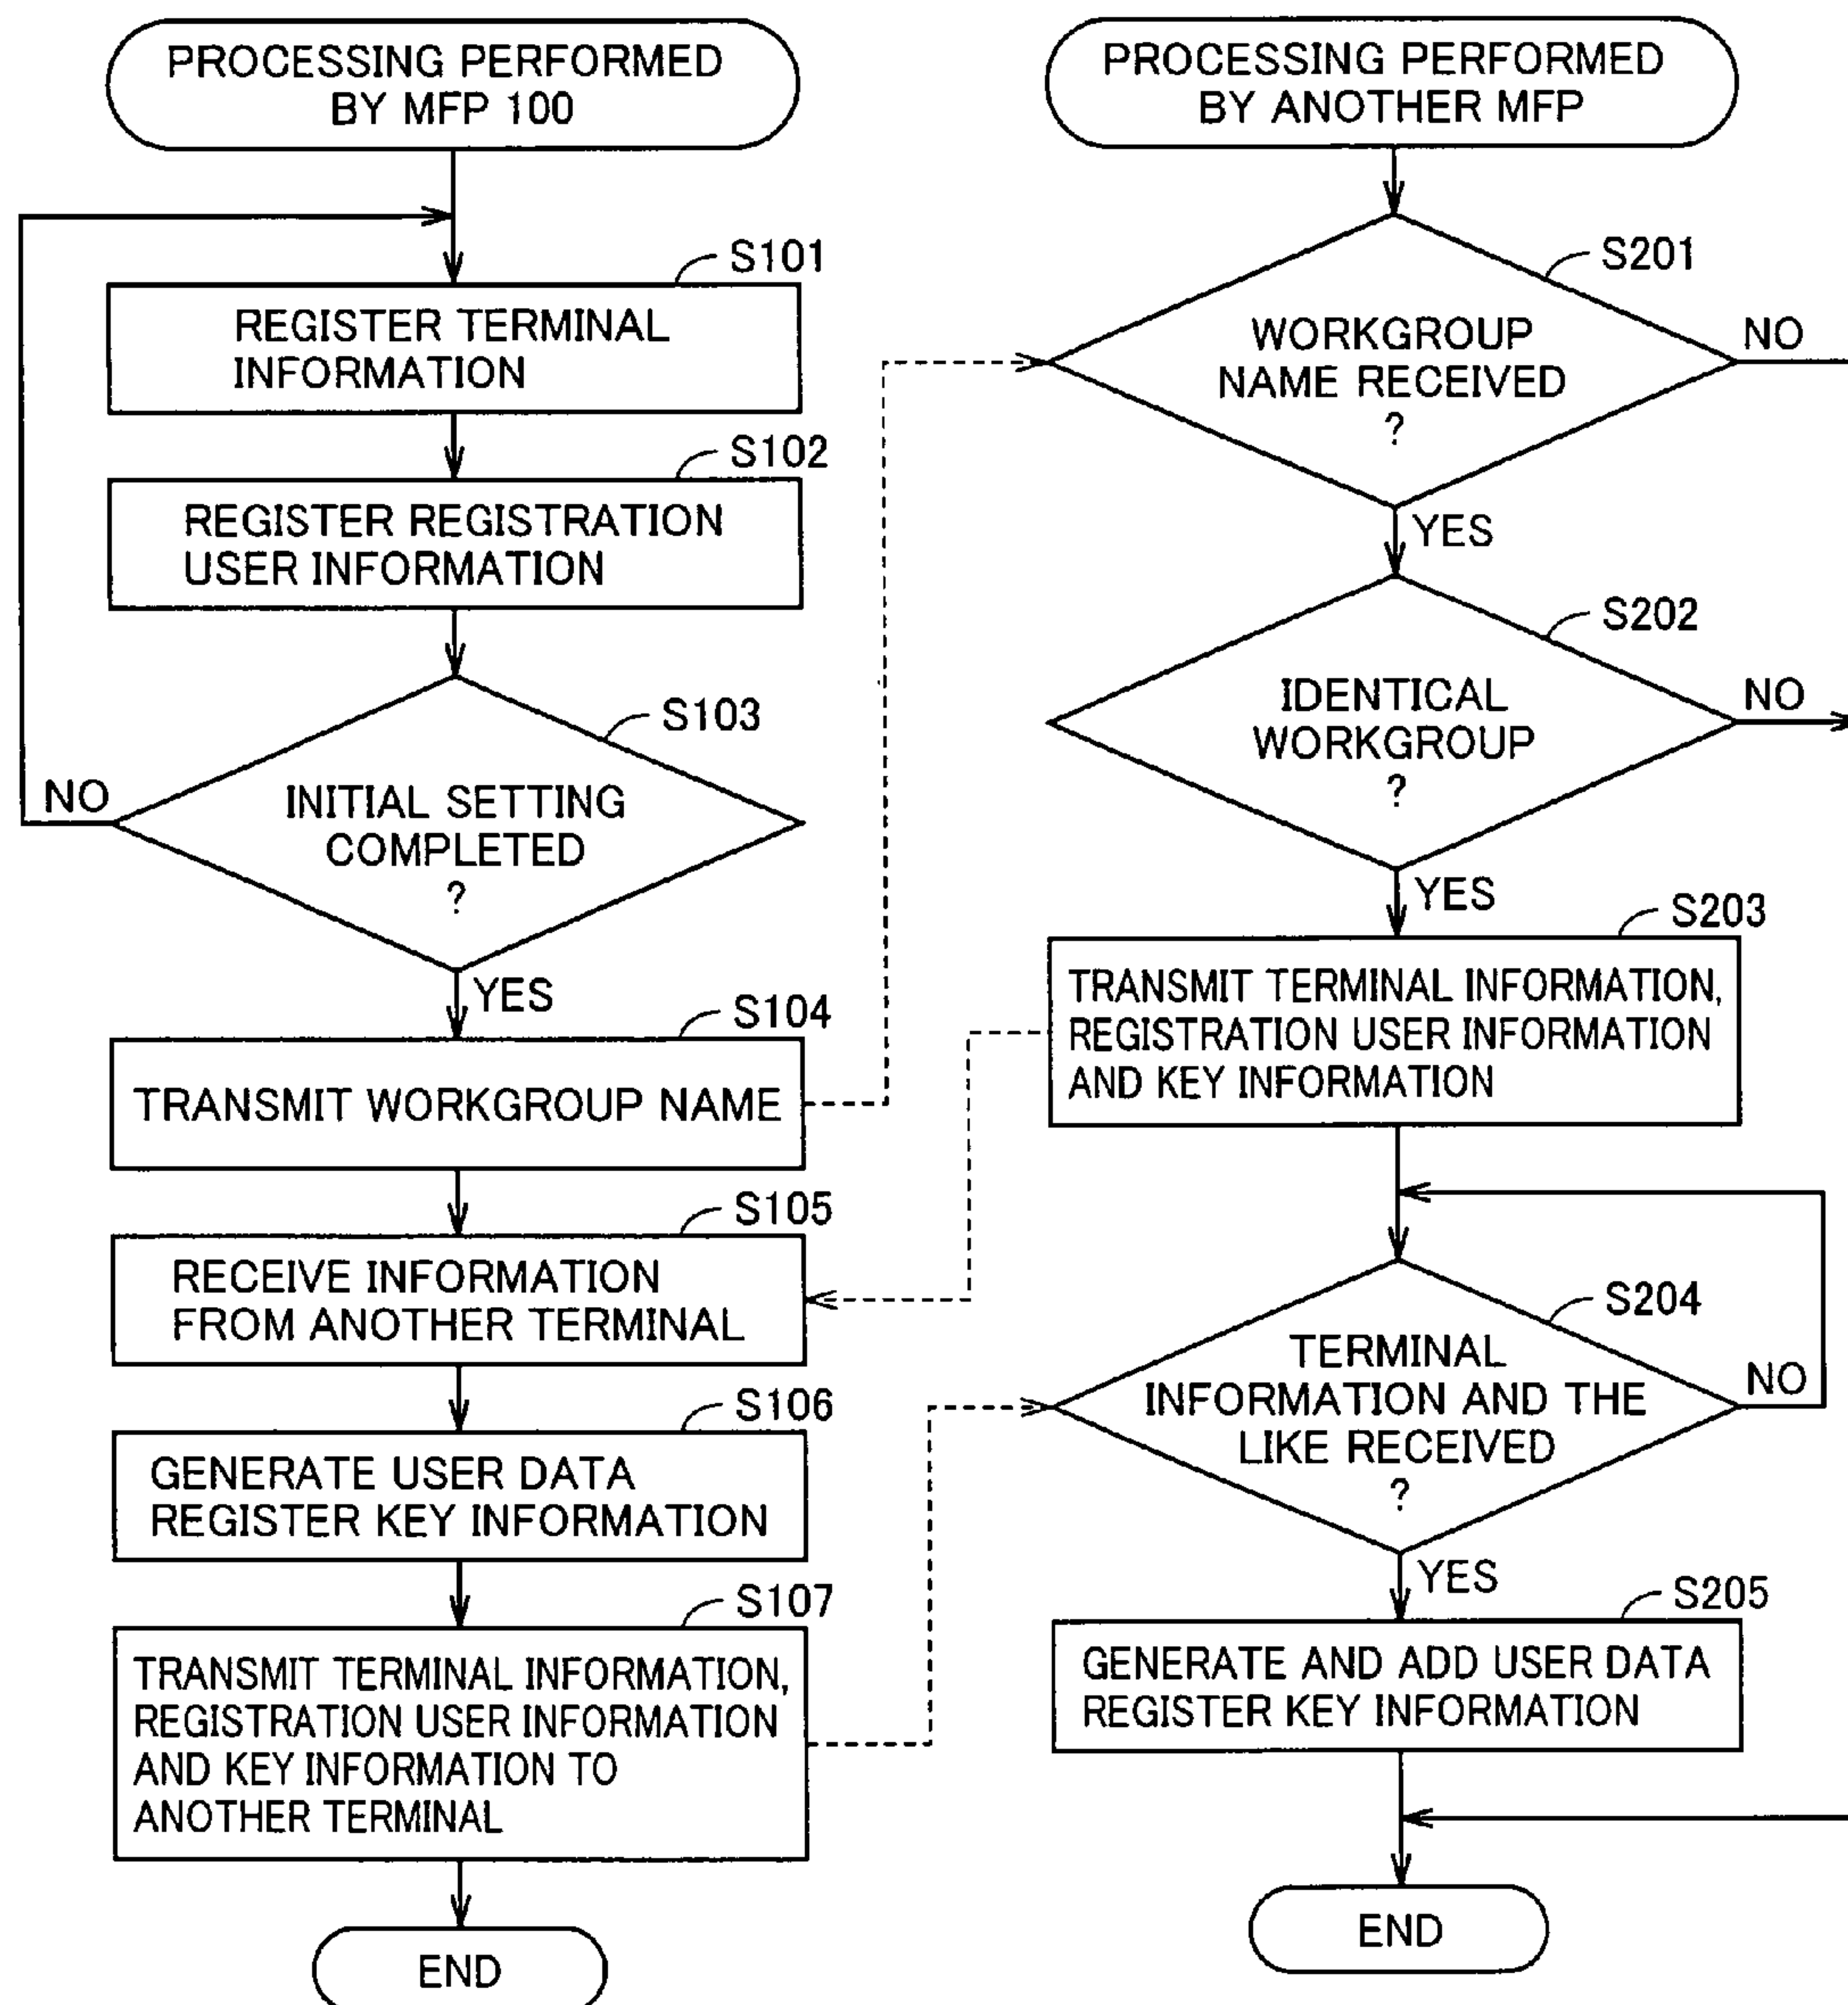 PROCESSING PERFORMED
BY MFP 100
S101
REGISTER TERMINAL
INFORMATION
S102
REGISTER REGISTRATION
USER INFORMATION
S103
INITIAL SETTING
COMPLETED
?
NO
YES
S104
TRANSMIT WORKGROUP NAME
S105
RECEIVE INFORMATION
FROM ANOTHER TERMINAL
S106
GENERATE USER DATA
REGISTER KEY INFORMATION
S107
TRANSMIT TERMINAL INFORMATION,
REGISTRATION USER INFORMATION
AND KEY INFORMATION TO
ANOTHER TERMINAL
END
PROCESSING PERFORMED
BY ANOTHER MFP
S201
WORKGROUP
NAME RECEIVED
?
NO
YES
S202
IDENTICAL
WORKGROUP
?
NO
YES
S203
TRANSMIT TERMINAL INFORMATION,
REGISTRATION USER INFORMATION
AND KEY INFORMATION
S204
TERMINAL
INFORMATION AND THE
LIKE RECEIVED
?
NO
YES
S205
GENERATE AND ADD USER DATA
REGISTER KEY INFORMATION
END